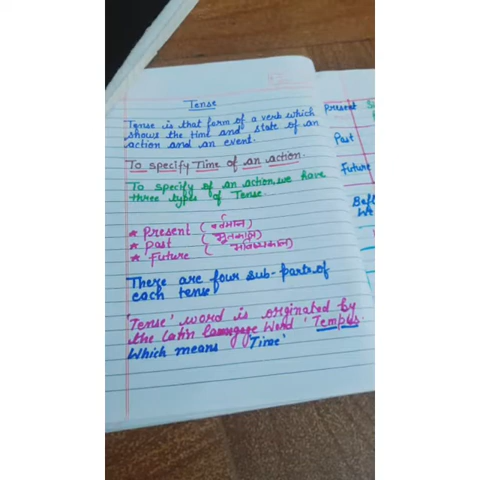 Tense
Tense is that form of a verb which
shows the time and state of an
action and an event.
To specify Time of an action.
To specify of an action, we have
three types of Tense.
* Present (वर्तमान)
* Past (भूतकाल)
* Future (भविष्यकाल)
There are four sub-parts of
each tense
'Tense' word is orginated by
the Latin language Word 'Tempus.
Which means 'Time'
Present
Past
Future